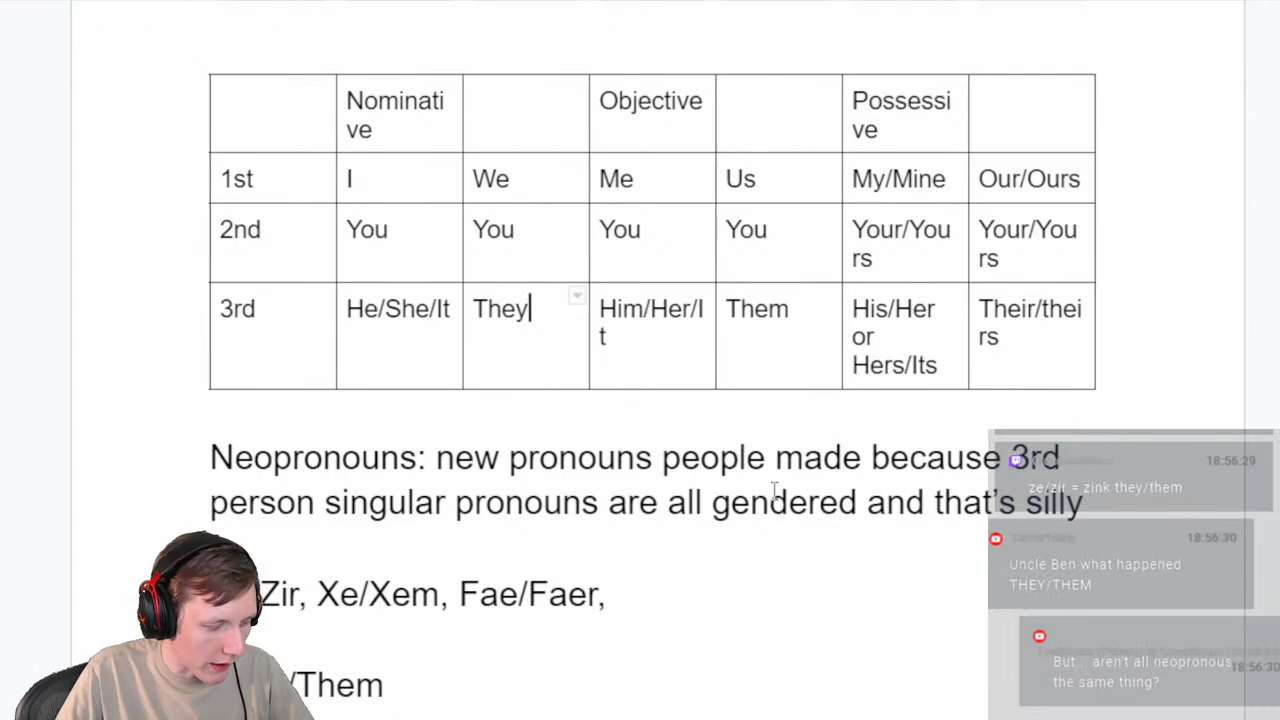 Nominati
ve
Objective
Possessi
ve
1st
I
We
Me
Us
My/Mine
Our/Ours
2nd
You
You
You
You
Your/You
rs
Your/You
rs
3rd
He/She/It
They
Him/Her/I
t
Them
His/Her
or
Hers/Its
Their/thei
rs
Neopronouns: new pronouns people made because 3rd
person singular pronouns are all gendered and that's silly
Zir, Xe/Xem, Fae/Faer,
/Them
18:56:29
ze/zir = zink they/them
18:56:30
Uncle Ben what happened
THEY/THEM
But... aren't all neopronous
18:56:30
the same thing?